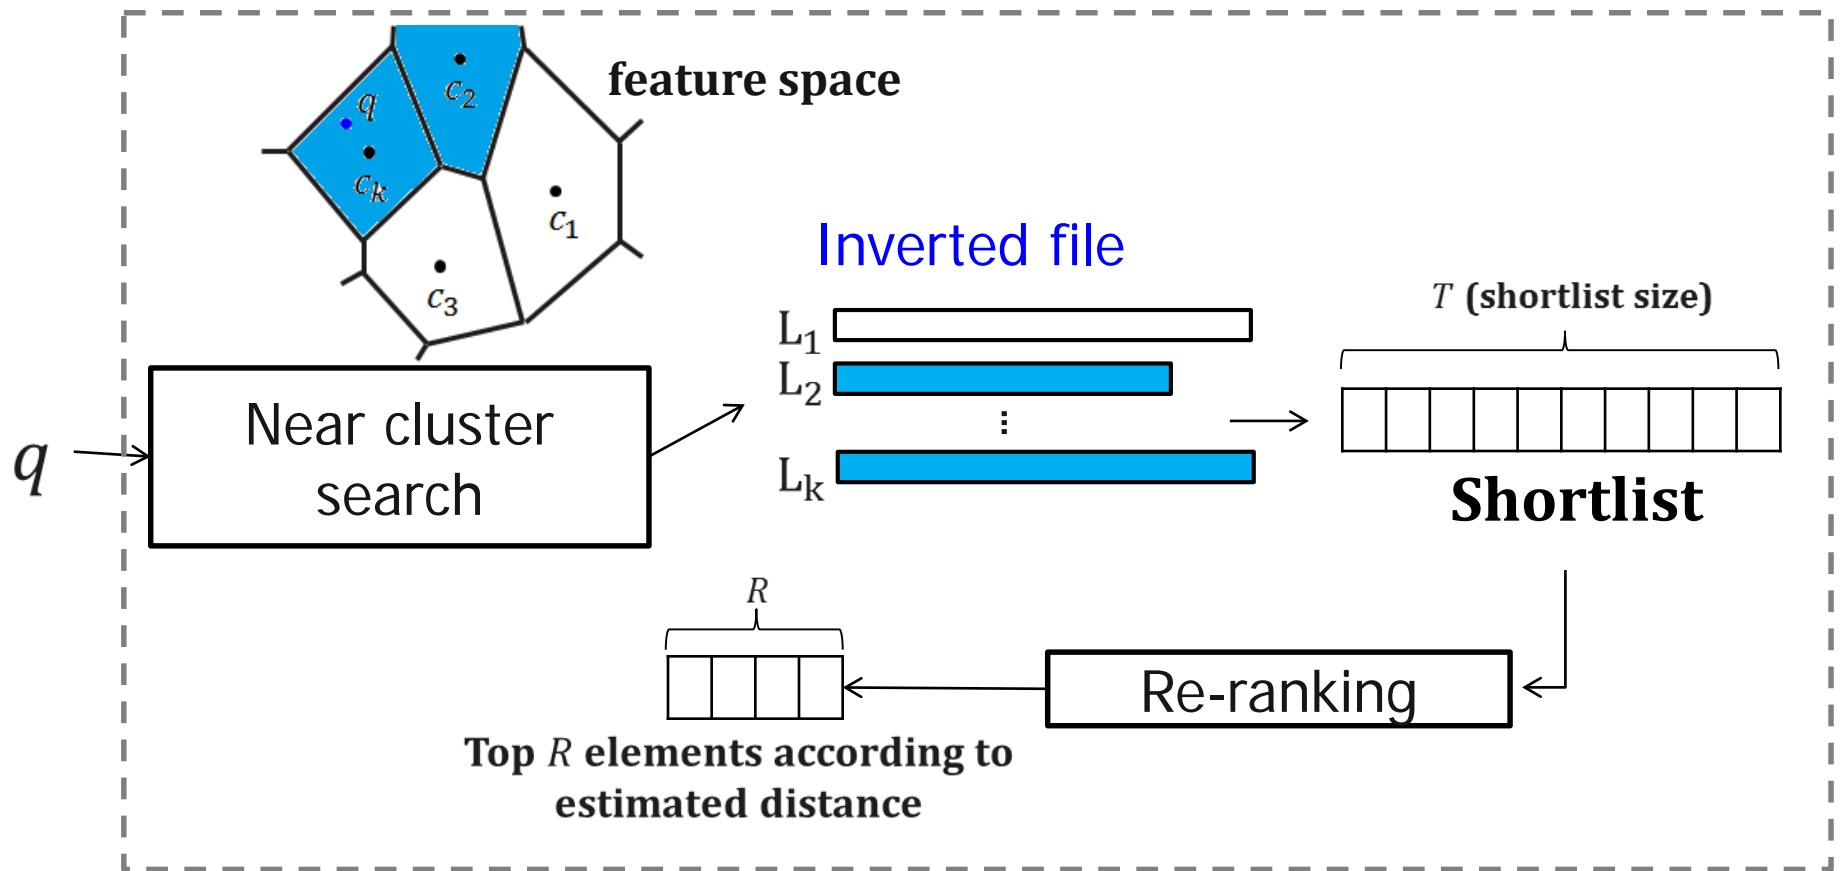 feature space
c₂
q
cₖ
c₁
c₃
Inverted file
L₁
L₂
⋮
Lₖ
T (shortlist size)
Shortlist
q
Near cluster
search
R
Re-ranking
Top R elements according to
estimated distance